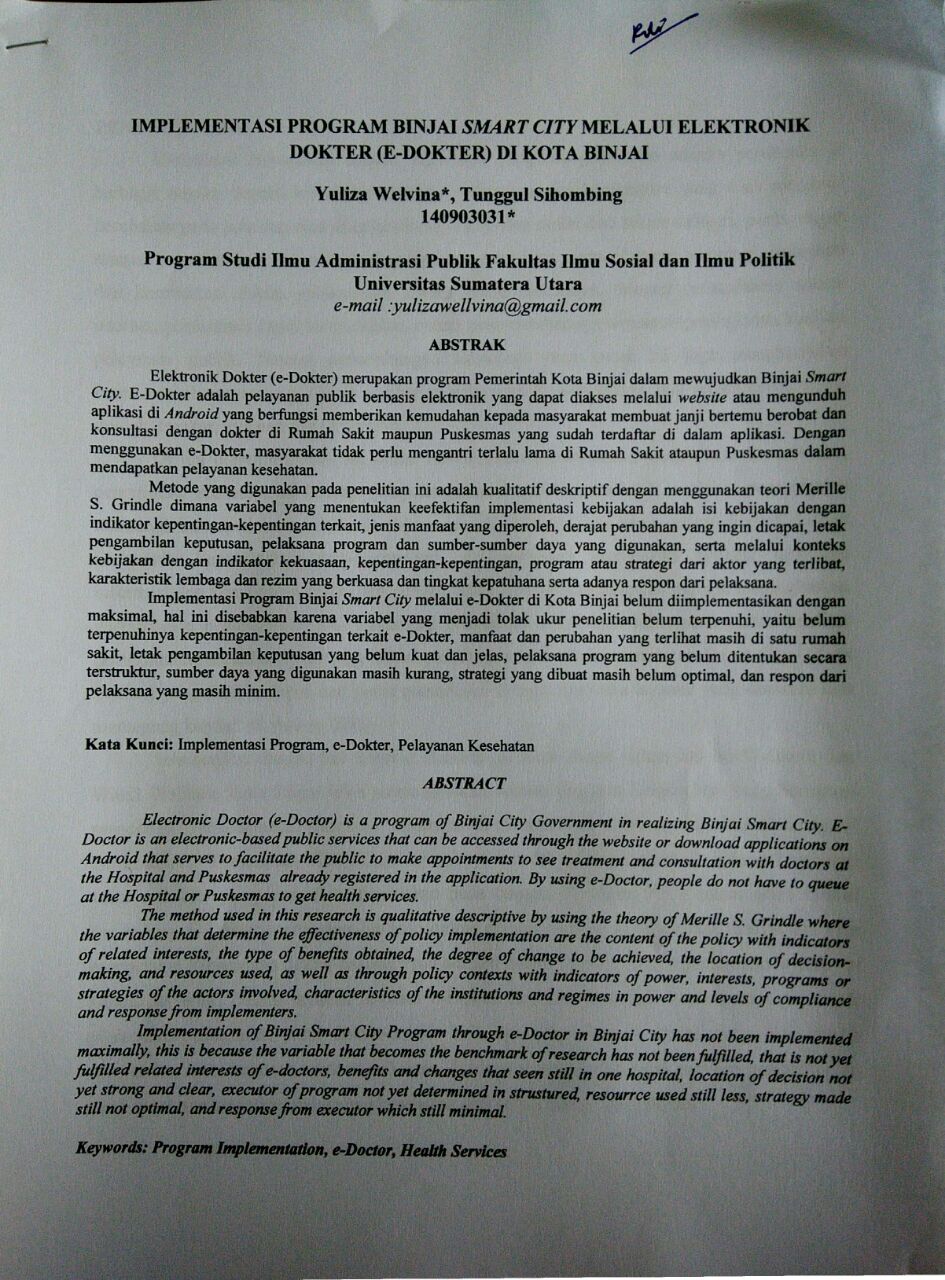 IMPLEMENTASI PROGRAM BINJAI SMART CITY MELALUI ELEKTRONIK
DOKTER (E-DOKTER) DI KOTA BINJAI
Yuliza Welvina*, Tunggul Sihombing
140903031*
Program Studi Ilmu Administrasi Publik Fakultas Ilmu Sosial dan Ilmu Politik
Universitas Sumatera Utara
e-mail :yulizawellvina@gmail.com
ABSTRAK
Elektronik Dokter (e-Dokter) merupakan program Pemerintah Kota Binjai dalam mewujudkan Binjai Smart
City. E-Dokter adalah pelayanan publik berbasis elektronik yang dapat diakses melalui website atau mengunduh
aplikasi di Android yang berfungsi memberikan kemudahan kepada masyarakat membuat janji bertemu berobat dan
konsultasi dengan dokter di Rumah Sakit maupun Puskesmas yang sudah terdaftar di dalam aplikasi. Dengan
menggunakan e-Dokter, masyarakat tidak perlu mengantri terlalu lama di Rumah Sakit ataupun Puskesmas dalam
mendapatkan pelayanan kesehatan.
Metode yang digunakan pada penelitian ini adalah kualitatif deskriptif dengan menggunakan teori Merille
S. Grindle dimana variabel yang menentukan keefektifan implementasi kebijakan adalah isi kebijakan dengan
indikator kepentingan-kepentingan terkait, jenis manfaat yang diperoleh, derajat perubahan yang ingin dicapai, letak
pengambilan keputusan, pelaksana program dan sumber-sumber daya yang digunakan, serta melalui konteks
kebijakan dengan indikator kekuasaan, kepentingan-kepentingan, program atau strategi dari aktor yang terlibat,
karakteristik lembaga dan rezim yang berkuasa dan tingkat kepatuhana serta adanya respon dari pelaksana.
Implementasi Program Binjai Smart City melalui e-Dokter di Kota Binjai belum diimplementasikan dengan
maksimal, hal ini disebabkan karena variabel yang menjadi tolak ukur penelitian belum terpenuhi, yaitu belum
terpenuhinya kepentingan-kepentingan terkait e-Dokter, manfaat dan perubahan yang terlihat masih di satu rumah
sakit, letak pengambilan keputusan yang belum kuat dan jelas, pelaksana program yang belum ditentukan secara
terstruktur, sumber daya yang digunakan masih kurang, strategi yang dibuat masih belum optimal, dan respon dari
pelaksana yang masih minim.
Kata Kunci: Implementasi Program, e-Dokter, Pelayanan Kesehatan
ABSTRACT
Electronic Doctor (e-Doctor) is a program of Binjai City Government in realizing Binjai Smart City. E-
Doctor is an electronic-based public services that can be accessed through the website or download applications on
Android that serves to facilitate the public to make appointments to see treatment and consultation with doctors at
the Hospital and Puskesmas already registered in the application. By using e-Doctor, people do not have to queue
at the Hospital or Puskesmas to get health services.
The method used in this research is qualitative descriptive by using the theory of Merille S. Grindle where
the variables that determine the effectiveness of policy implementation are the content of the policy with indicators
of related interests, the type of benefits obtained, the degree of change to be achieved, the location of decision-
making, and resources used, as well as through policy contexts with indicators of power, interests, programs or
strategies of the actors involved, characteristics of the institutions and regimes in power and levels of compliance
and response from implementers.
Implementation of Binjai Smart City Program through e-Doctor in Binjai City has not been implemented
maximally, this is because the variable that becomes the benchmark of research has not been fulfilled, that is not yet
fulfilled related interests of e-doctors, benefits and changes that seen still in one hospital, location of decision not
yet strong and clear, executor of program not yet determined in strustured, resourrce used still less, strategy made
still not optimal, and response from executor which still minimal.
Keywords: Program Implementation, e-Doctor, Health Services